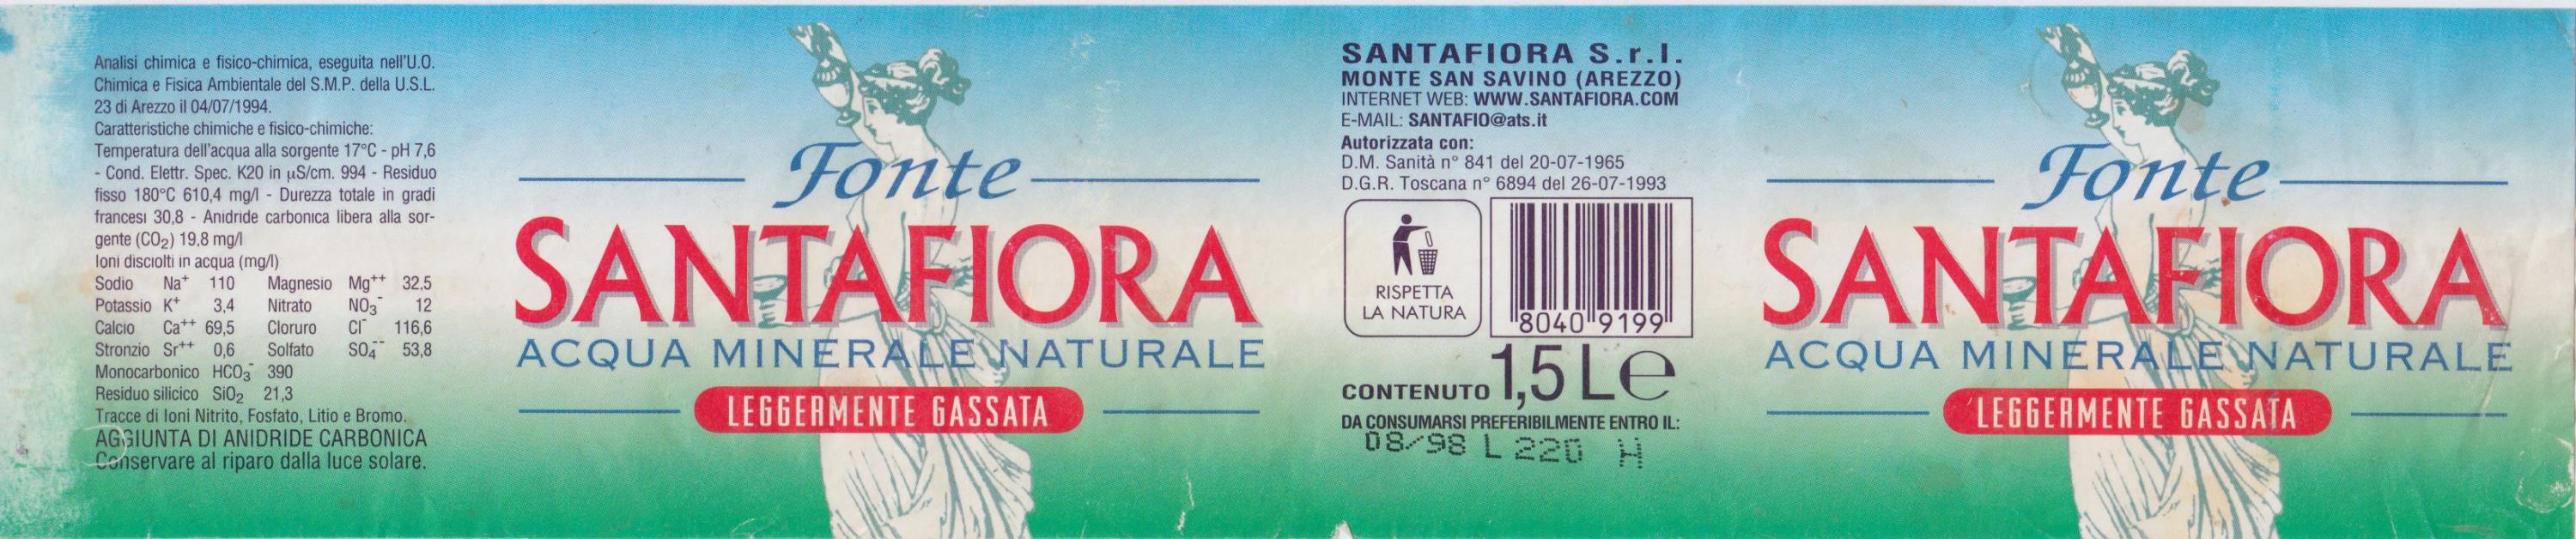 Analisi chimica e fisico-chimica, eseguita nell'U.O.
Chimica e Fisica Ambientale del S.M.P. della U.S.L.
23 di Arezzo il 04/07/1994.
Caratteristiche chimiche e fisico-chimiche:
Temperatura dell'acqua alla sorgente 17°C - pH 7,6
- Cond. Elettr. Spec. K20 in µS/cm. 994 - Residuo
fisso 180°C 610,4 mg/l - Durezza totale in gradi
francesi 30,8 - Anidride carbonica libera alla sor-
gente (CO₂) 19,8 mg/l
Ioni disciolti in acqua (mg/l)
Sodio Na⁺ 110 Magnesio Mg⁺⁺ 32,5
Potassio K⁺ 3,4 Nitrato NO₃⁻ 12
Calcio Ca⁺⁺ 69,5 Cloruro Cl⁻ 116,6
Stronzio Sr⁺⁺ 0,6 Solfato SO₄⁻⁻ 53,8
Monocarbonico HCO₃⁻ 390
Residuo silicico SiO₂ 21,3
Tracce di Ioni Nitrito, Fosfato, Litio e Bromo.
AGGIUNTA DI ANIDRIDE CARBONICA
Conservare al riparo dalla luce solare.
Fonte
SANTAFIORA
ACQUA MINERALE NATURALE
LEGGERMENTE GASSATA
SANTAFIORA S.r.l.
MONTE SAN SAVINO (AREZZO)
INTERNET WEB: WWW.SANTAFIORA.COM
E-MAIL: SANTAFIO@ats.it
Autorizzata con:
D.M. Sanità n° 841 del 20-07-1965
D.G.R. Toscana n° 6894 del 26-07-1993
RISPETTA
LA NATURA
8040 9199
CONTENUTO 1,5 L e
DA CONSUMARSI PREFERIBILMENTE ENTRO IL:
08/98 L 220 H
Fonte
SANTAFIORA
ACQUA MINERALE NATURALE
LEGGERMENTE GASSATA